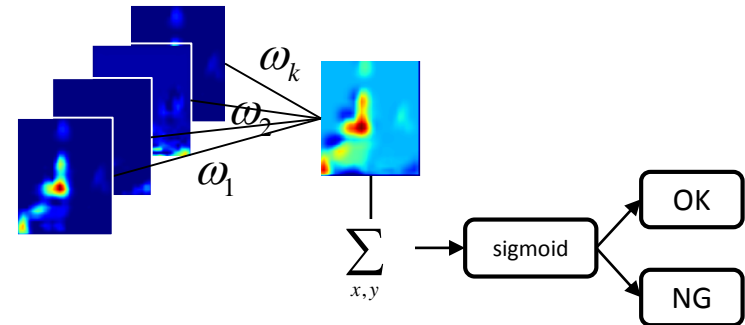 ω_k
ω_2
ω_1
∑
x, y
sigmoid
OK
NG